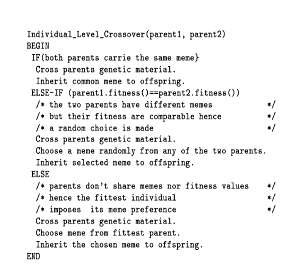 Individual_Level_Crossover(parent1, parent2)
BEGIN
IF(both parents carrie the same meme}
Cross parents genetic material.
Inherit common meme to offspring.
ELSE-IF (parent1.fitness()==parent2.fitness())
/* the two parents have different memes */
/* but their fitness are comparable hence */
/* a random choice is made */
Cross parents genetic material.
Choose a meme randomly from any of the two parents.
Inherit selected meme to offspring.
ELSE
/* parents don't share memes nor fitness values */
/* hence the fittest individual */
/* imposes its meme preference */
Cross parents genetic material.
Choose meme from fittest parent.
Inherit the chosen meme to offspring.
END